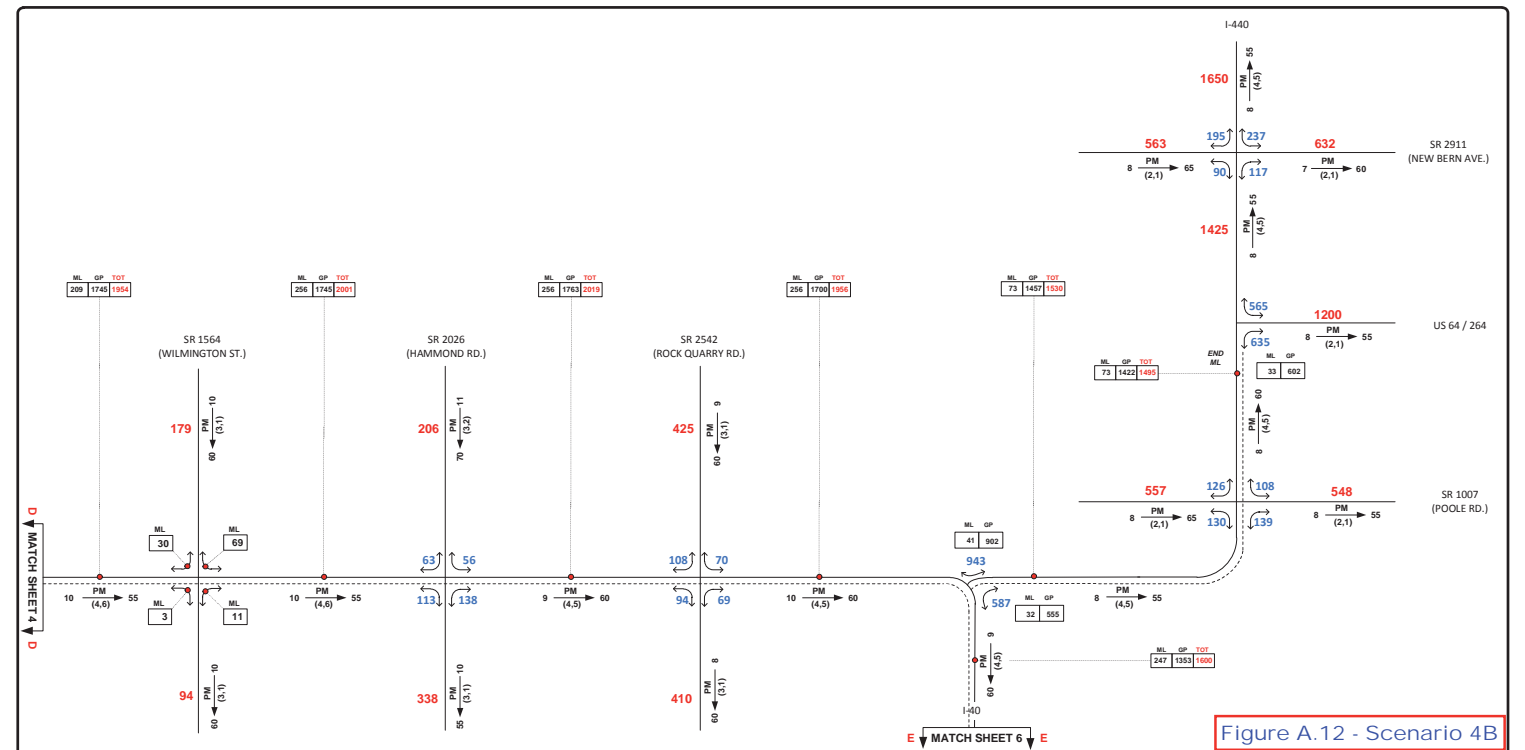 I-440
1650
8 PM (4,5) 55
195 237
563 632
SR 2911
(NEW BERN AVE.)
8 PM (2,1) 65
90 117
7 PM (2,1) 60
1425
8 PM (4,5) 55
ML GP TOT
209 1745 1954
ML GP TOT
256 1745 2001
ML GP TOT
256 1763 2019
ML GP TOT
256 1700 1956
ML GP TOT
73 1457 1530
565
1200
US 64 / 264
8 PM (2,1) 55
635
SR 1564
(WILMINGTON ST.)
SR 2026
(HAMMOND RD.)
SR 2542
(ROCK QUARRY RD.)
END
ML
ML GP TOT
73 1422 1495
ML GP
33 602
179
10 PM (3,1) 60
206
11 PM (3,2) 70
425
9 PM (3,1) 60
8 PM (4,5) 60
126 108
557 548
SR 1007
(POOLE RD.)
8 PM (2,1) 65
130 139
8 PM (2,1) 55
D
MATCH SHEET 4
D
ML
30
ML
69
63 56
108 70
ML GP
41 902
943
10 PM (4,6) 55
ML
3
ML
11
10 PM (4,6) 55
113 138
9 PM (4,5) 60
94 69
10 PM (4,5) 60
587
ML GP
32 555
8 PM (4,5) 55
94
10 PM (3,1) 60
338
10 PM (3,1) 55
410
8 PM (3,1) 60
9 PM (4,5) 60
ML GP TOT
247 1353 1600
I-40
E MATCH SHEET 6 E
Figure A.12 - Scenario 4B